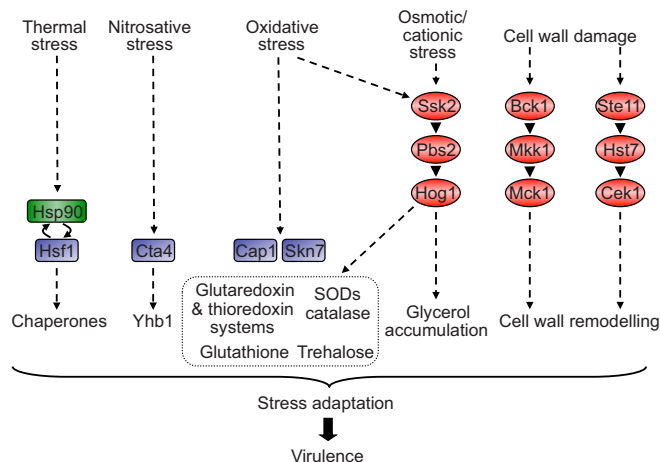 Thermal stress
Nitrosative stress
Oxidative stress
Osmotic/ cationic stress
Cell wall damage
Ssk2
Bck1
Ste11
Pbs2
Mkk1
Hst7
Hog1
Mck1
Cek1
Hsp90
Hsf1
Cta4
Cap1
Skn7
Chaperones
Yhb1
Glutaredoxin & thioredoxin systems
SODs catalase
Glutathione
Trehalose
Glycerol accumulation
Cell wall remodelling
Stress adaptation
Virulence